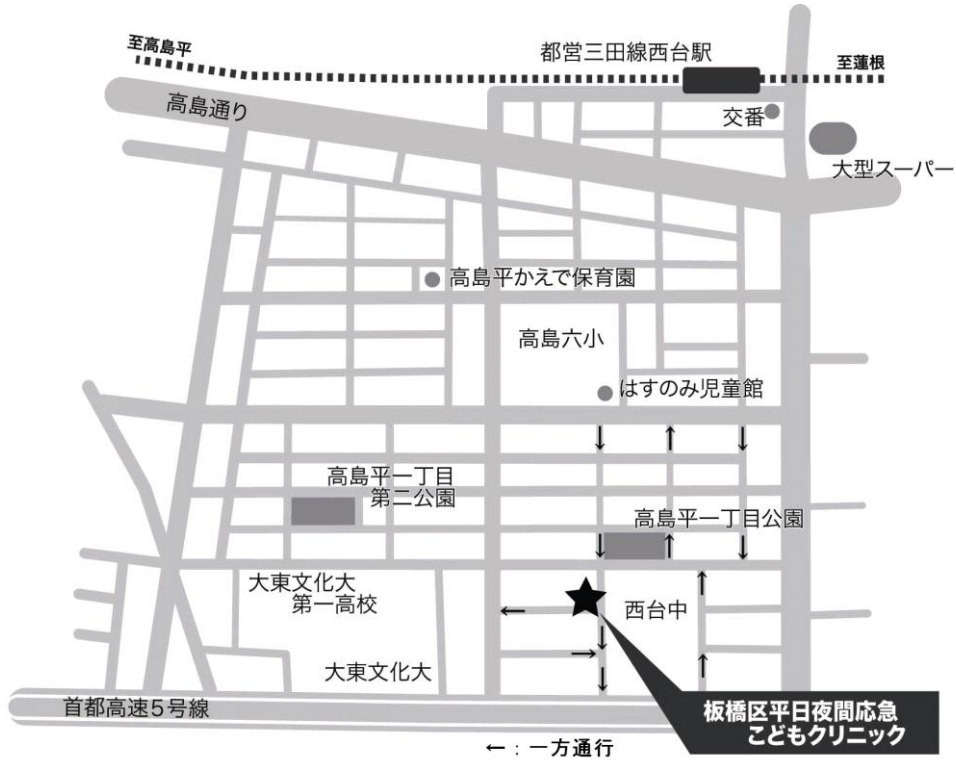 至高島平
都営三田線西台駅
至蓮根
高島通り
交番
大型スーパー
高島平かえで保育園
高島六小
はすのみ児童館
高島平一丁目
第二公園
高島平一丁目公園
大東文化大
第一高校
西台中
大東文化大
首都高速5号線
板橋区平日夜間応急
こどもクリニック
←：一方通行